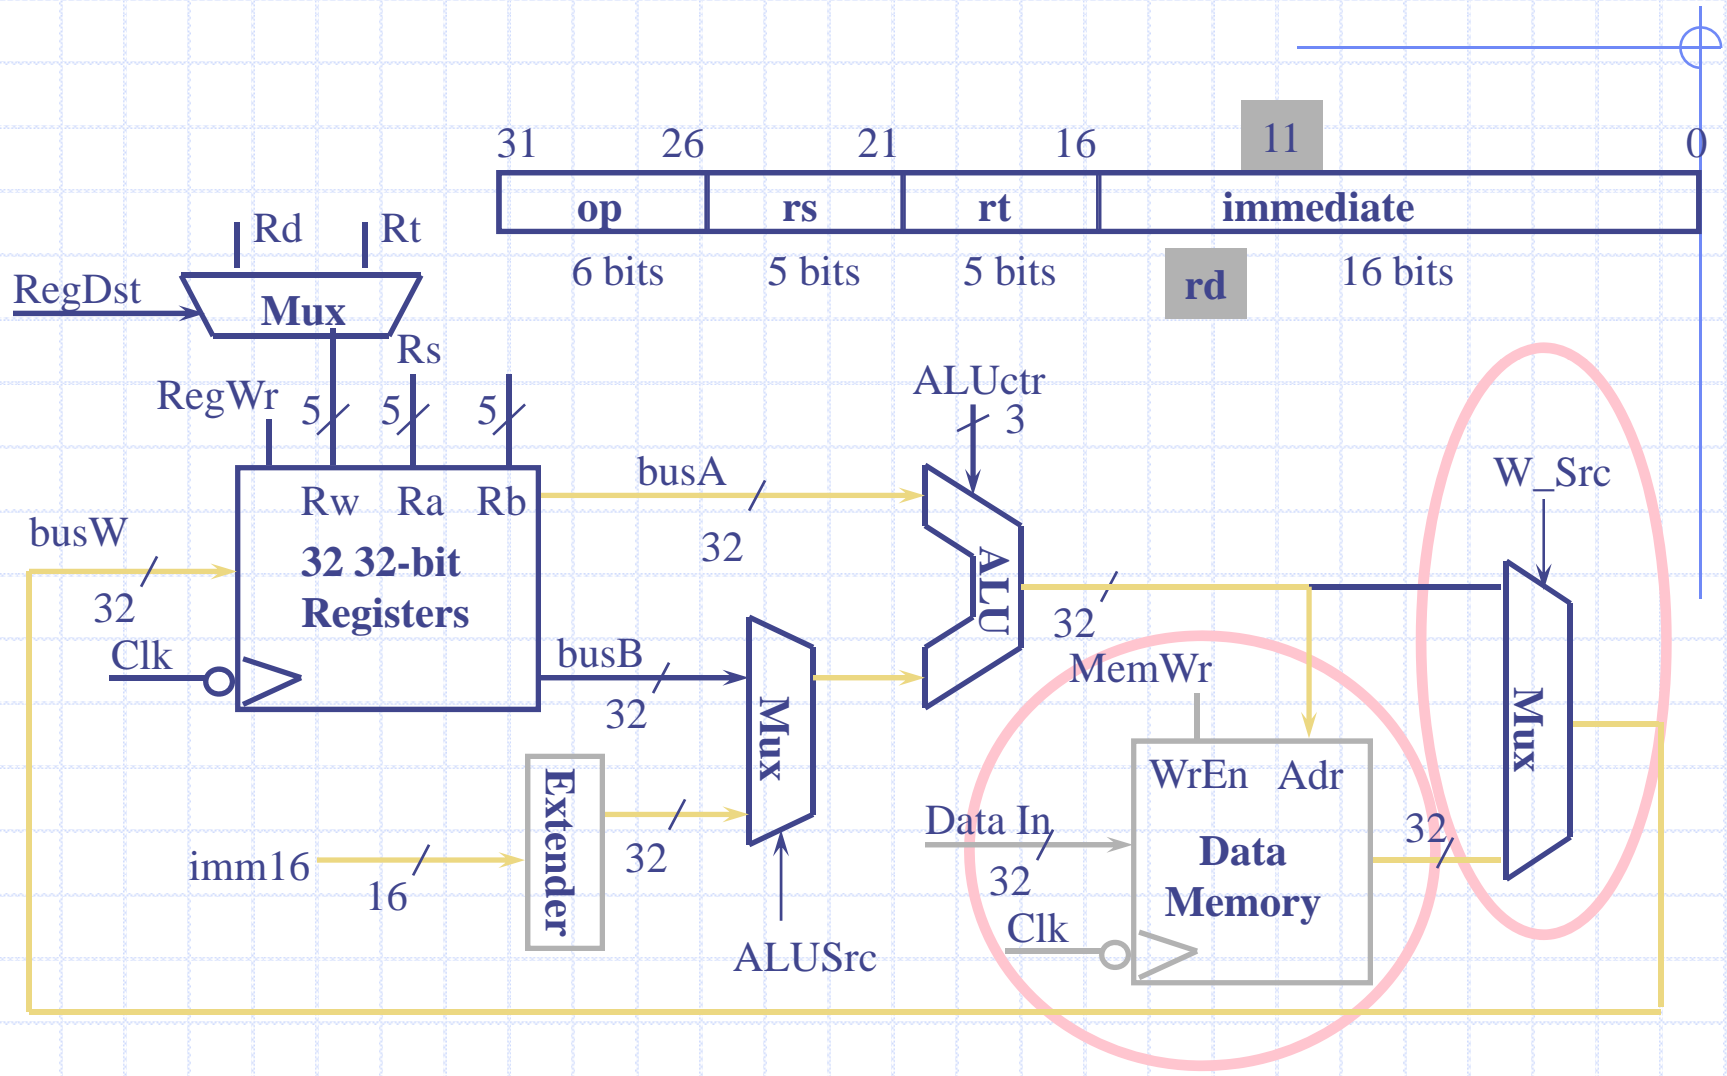 31 26 21 16 11 0
op rs rt immediate
6 bits 5 bits 5 bits rd 16 bits
Rd Rt
RegDst
Mux
Rs
RegWr 5 5 5
ALUctr
3
Rw Ra Rb
busW
32
32 32-bit
Registers
Clk
busA
32
busB
32
Mux
ALU
32
W_Src
MemWr
WrEn Adr
Data In
32
Data
Memory
Clk
32
Mux
imm16
16
Extender
32
ALUSrc